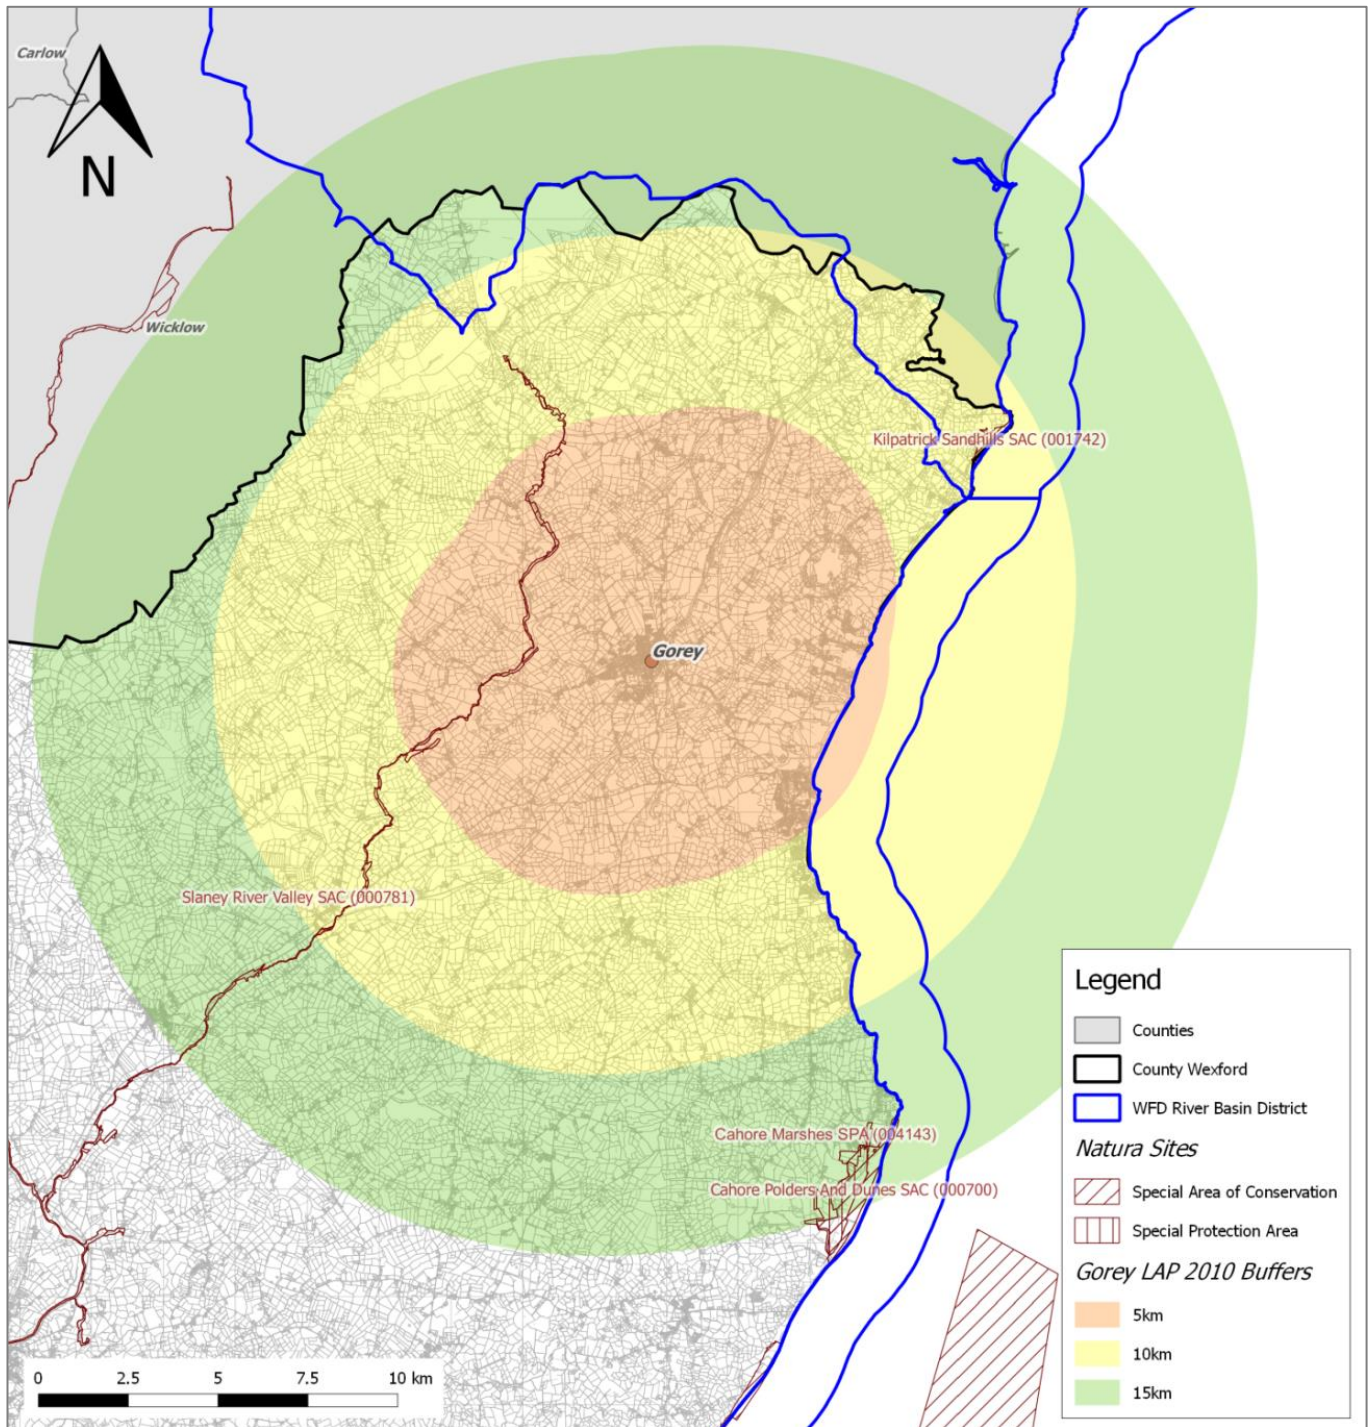 Carlow
N
Wicklow
Kilpatrick Sandhills SAC (001742)
Gorey
Slaney River Valley SAC (000781)
Cahore Marshes SPA (004143)
Cahore Polders And Dunes SAC (000700)
Legend
Counties
County Wexford
WFD River Basin District
Natura Sites
Special Area of Conservation
Special Protection Area
Gorey LAP 2010 Buffers
5km
10km
15km
0 2.5 5 7.5 10 km